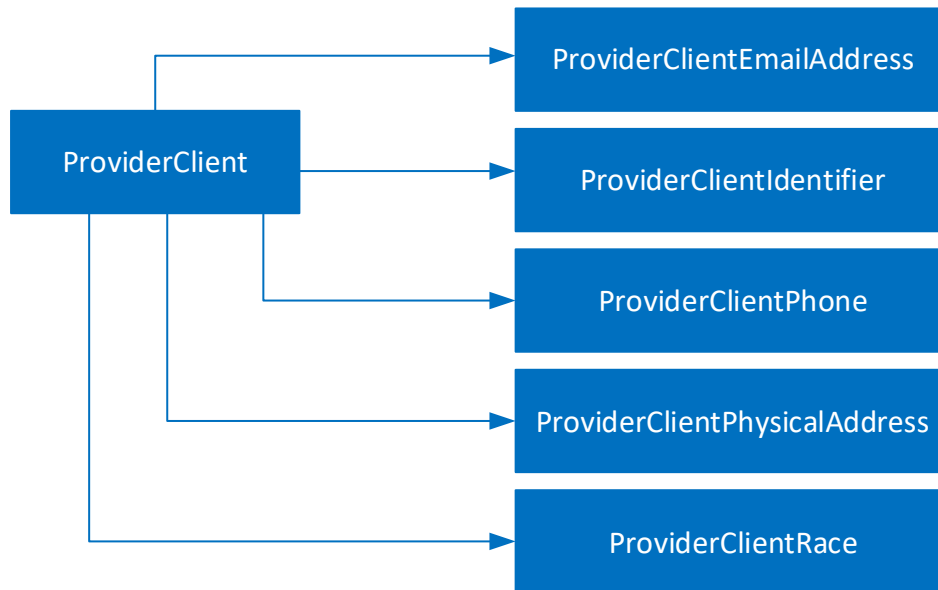 ProviderClientEmailAddress
ProviderClient
ProviderClientIdentifier
ProviderClientPhone
ProviderClientPhysicalAddress
ProviderClientRace